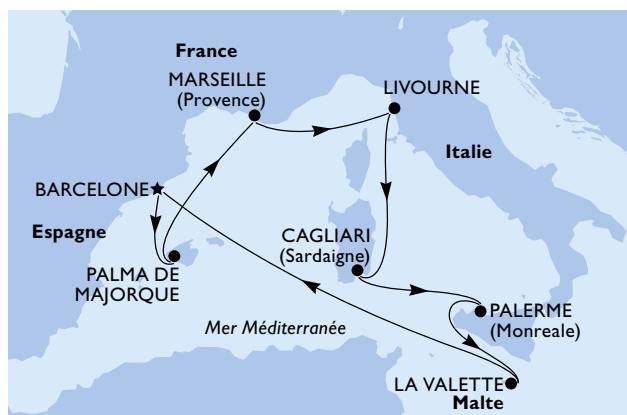 France
MARSEILLE
(Provence)
LIVOURNE
Italie
BARCELONE
Espagne
PALMA DE
MAJORQUE
CAGLIARI
(Sardaigne)
PALERME
(Monreale)
Mer Méditerranée
LA VALETTE
Malte